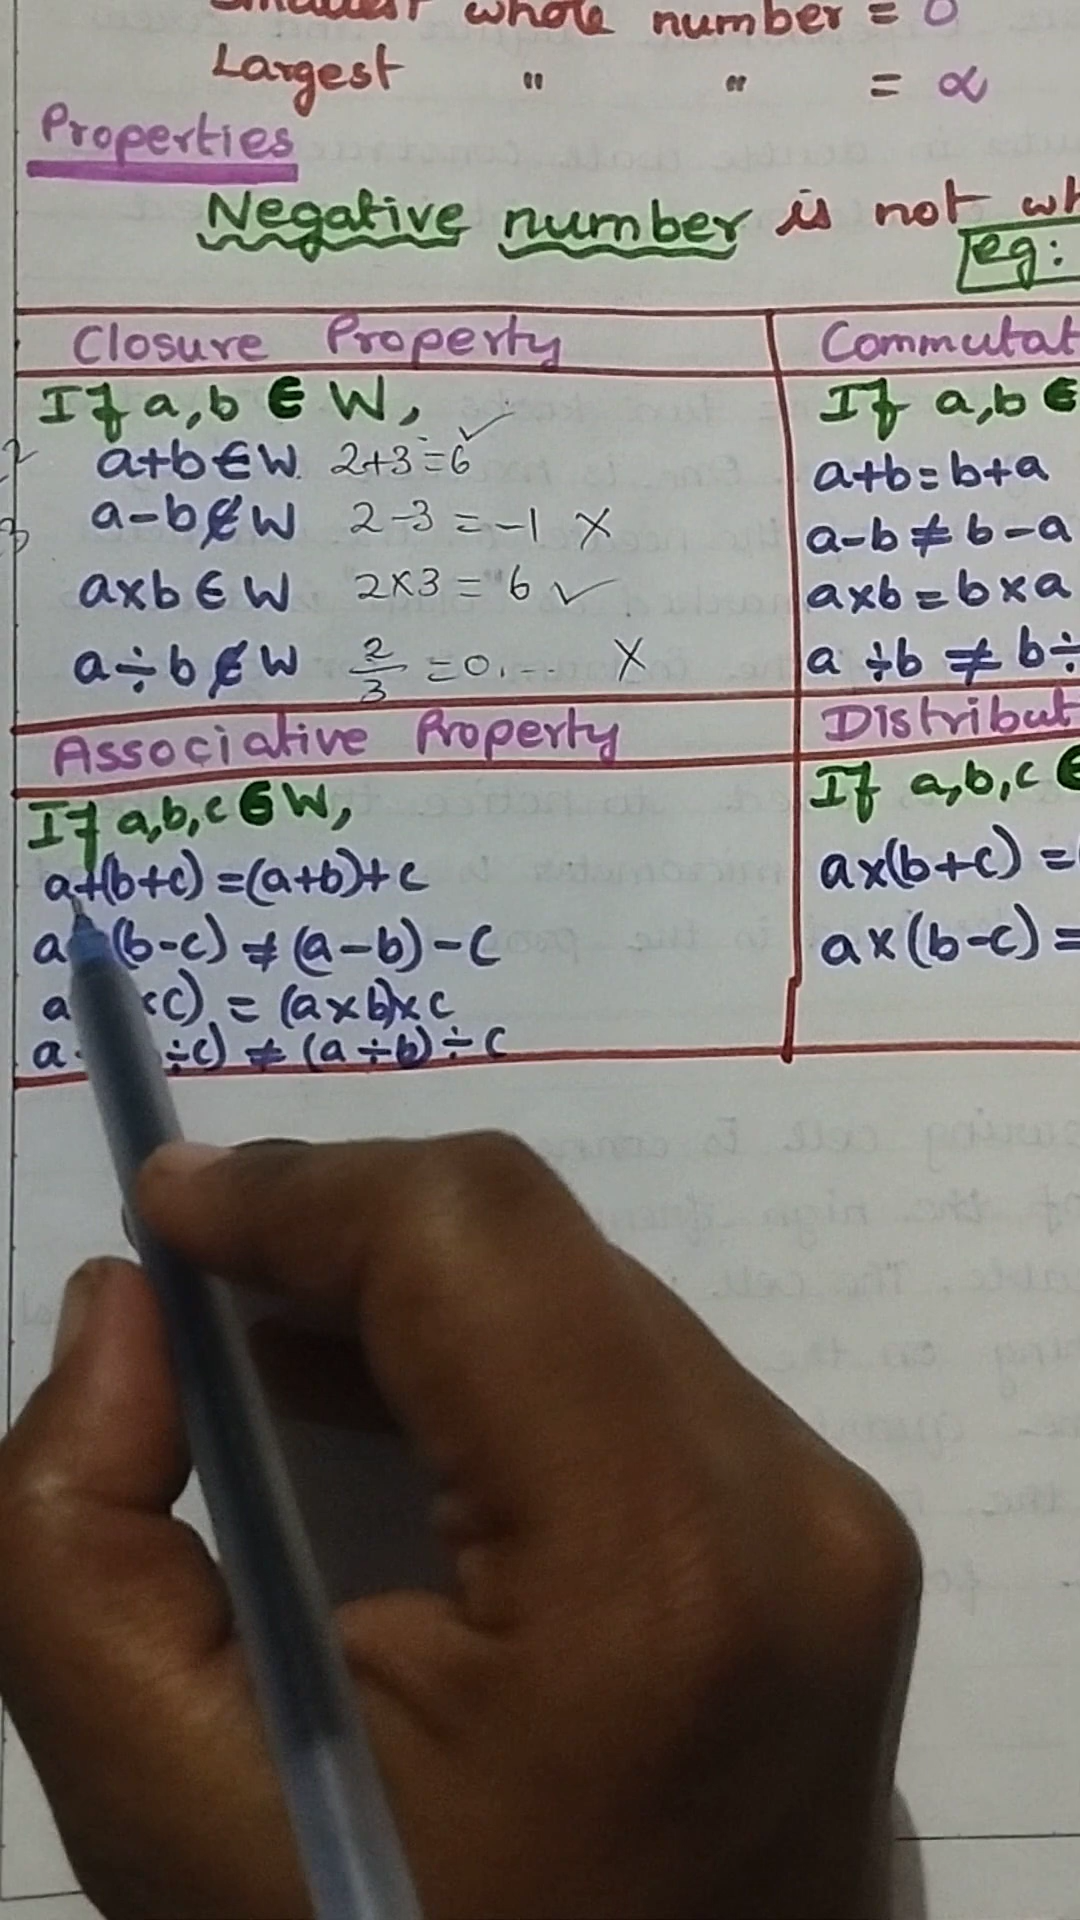 Smallest whole number = 0
Largest " " = α
Properties
Negative number is not
eg:
Closure Property
If a, b ∈ W,
a+b ∈ W 2+3=6 ✓
a-b ∉ W 2-3 = -1 X
a×b ∈ W 2×3 = 6 ✓
a÷b ∉ W 2/3 = 0.-- X
Commutat
If a, b ∈
a+b = b+a
a-b ≠ b-a
a×b = b×a
a÷b ≠ b÷
Associative Property
If a, b, c ∈ W,
a+(b+c) = (a+b)+c
a (b-c) ≠ (a-b)-c
a ×c) = (a×b)×c
a ÷c) ≠ (a÷b)÷c
Distribut
If a, b, c ∈
a×(b+c) =
a×(b-c) =